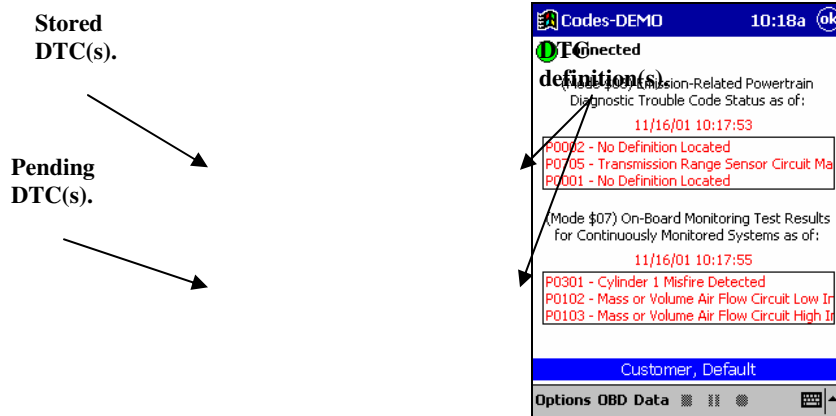 Stored
DTC(s).
Pending
DTC(s).
DTC
definition(s).
Codes-DEMO 10:18a ok
Connected
(Mode $03) Emission-Related Powertrain
Diagnostic Trouble Code Status as of:
11/16/01 10:17:53
P0002 - No Definition Located
P0705 - Transmission Range Sensor Circuit Ma
P0001 - No Definition Located
(Mode $07) On-Board Monitoring Test Results
for Continuously Monitored Systems as of:
11/16/01 10:17:55
P0301 - Cylinder 1 Misfire Detected
P0102 - Mass or Volume Air Flow Circuit Low In
P0103 - Mass or Volume Air Flow Circuit High In
Customer, Default
Options OBD Data